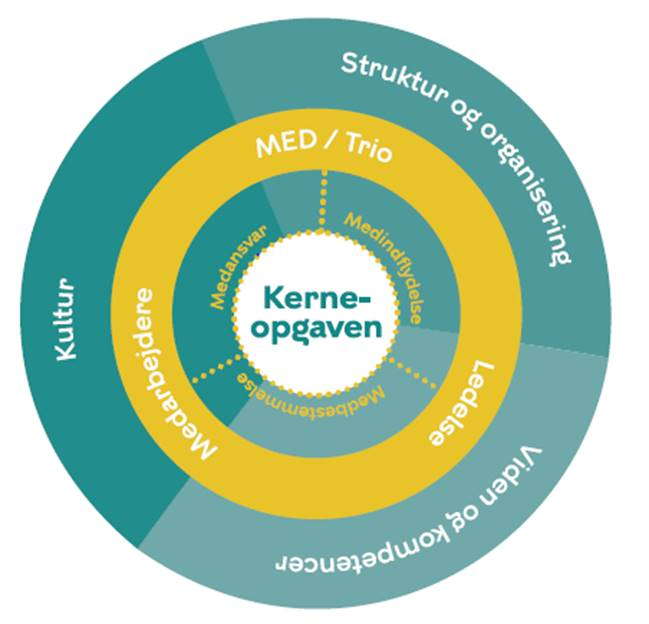 Struktur og organisering
Viden og kompetencer
Kultur
MED / Trio
Ledelse
Medarbejdere
Medindflydelse
Medbestemmelse
Medansvar
Kerne-
opgaven